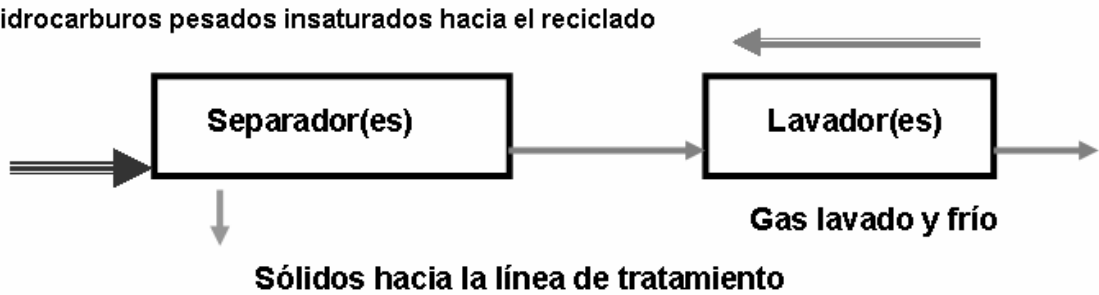 idrocarburos pesados insaturados hacia el reciclado
Separador(es)
Lavador(es)
Gas lavado y frío
Sólidos hacia la línea de tratamiento